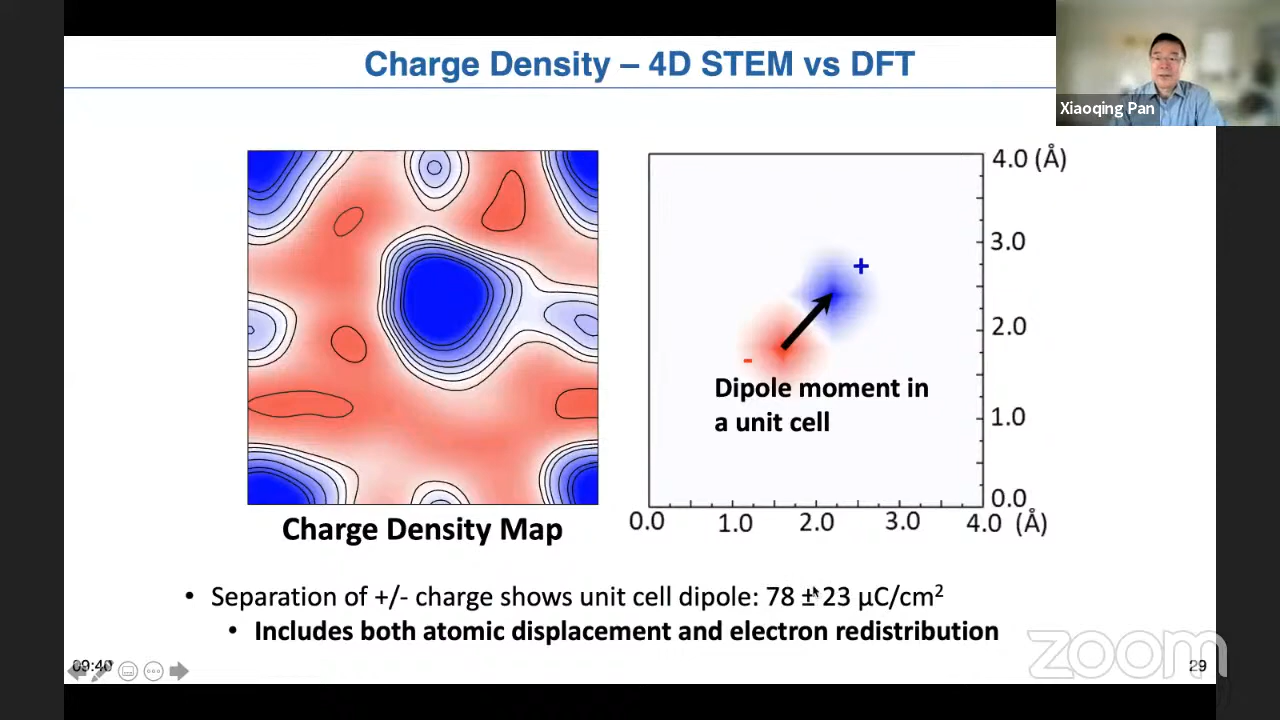 Charge Density – 4D STEM vs DFT
Xiaoqing Pan
4.0 (Å)
3.0
+
2.0
-
Dipole moment in
a unit cell
1.0
0.0
0.0 1.0 2.0 3.0 4.0 (Å)
Charge Density Map
• Separation of +/- charge shows unit cell dipole: 78 ± 23 µC/cm²
• Includes both atomic displacement and electron redistribution
09:40
zoom
29